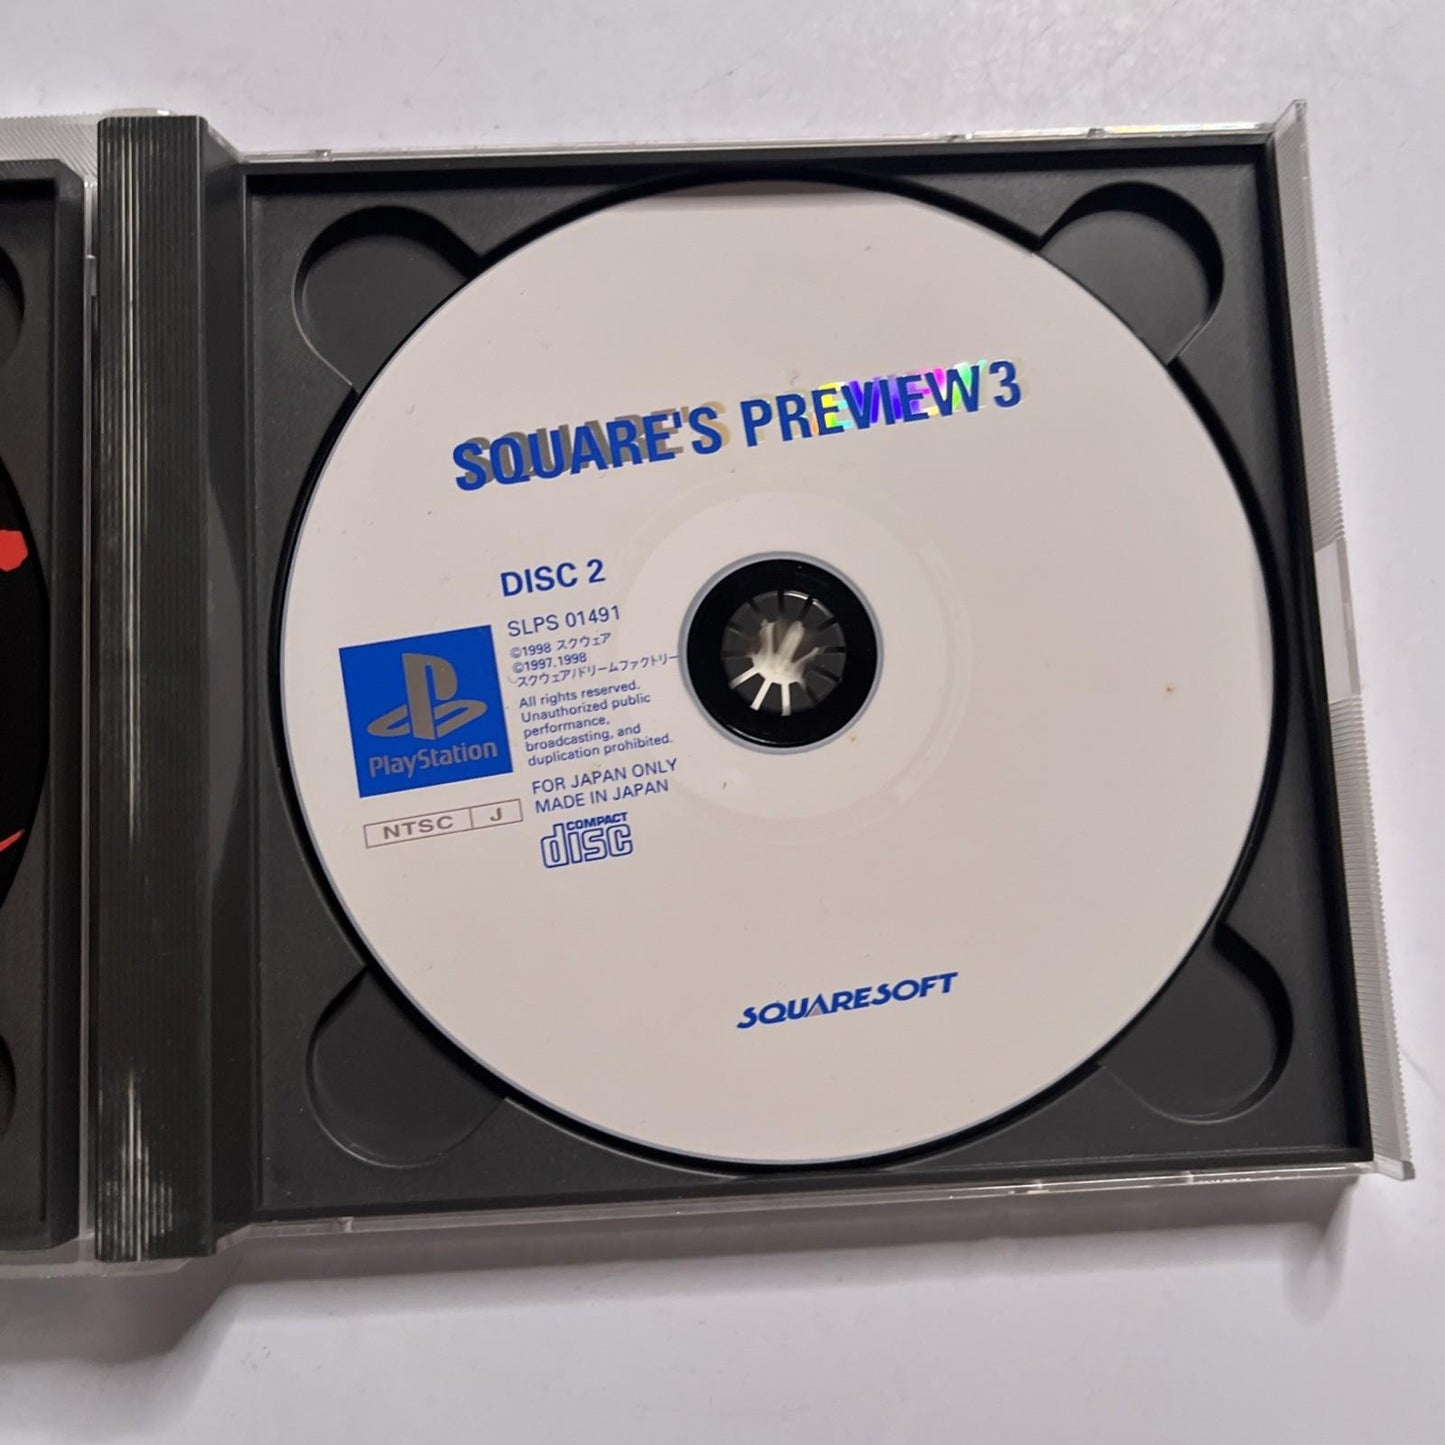 SQUARE'S PREVIEW 3
DISC 2
SLPS 01491
©1998 スクウェア
©1997,1998
スクウェア/ドリームファクトリー
All rights reserved.
Unauthorized public
performance,
broadcasting, and
duplication prohibited.
PlayStation
FOR JAPAN ONLY
MADE IN JAPAN
NTSC J
COMPACT
disc
SQUARESOFT